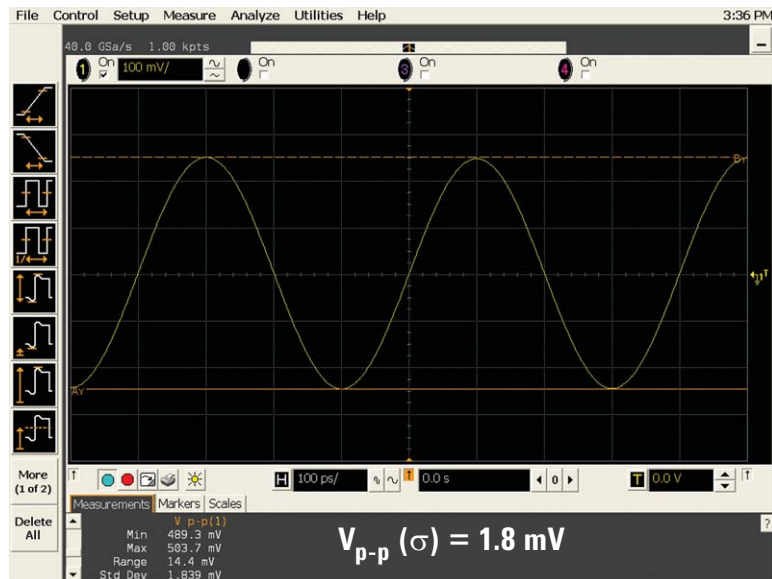 File Control Setup Measure Analyze Utilities Help 3:36 PM
40.0 GSa/s 1.00 kpts
1 On 100 mV/ On 3 On 4 On
BY
T
AY
More
(1 of 2)
Delete
All
H 100 ps/ T 0.0 s 0 T 0.0 V
Measurements Markers Scales
?
V p-p(1)
Min 489.3 mV
Max 503.7 mV
Range 14.4 mV
Std Dev 1.839 mV
Vp-p (σ) = 1.8 mV